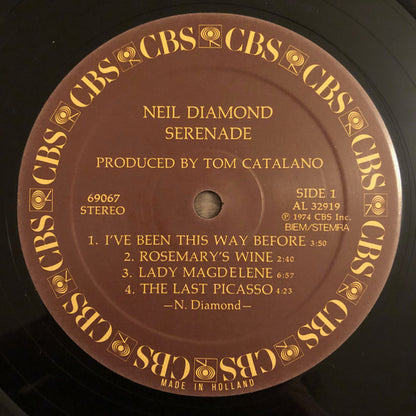 CBS CBS CBS CBS CBS CBS CBS CBS CBS CBS CBS CBS
NEIL DIAMOND
SERENADE
PRODUCED BY TOM CATALANO
69067
STEREO
SIDE 1
AL 32919
Ⓟ 1974 CBS Inc.
BIEM/STEMRA
1. I'VE BEEN THIS WAY BEFORE 3:50
2. ROSEMARY'S WINE 2:40
3. LADY MAGDELENE 6:57
4. THE LAST PICASSO 4:23
—N. Diamond—
MADE IN HOLLAND